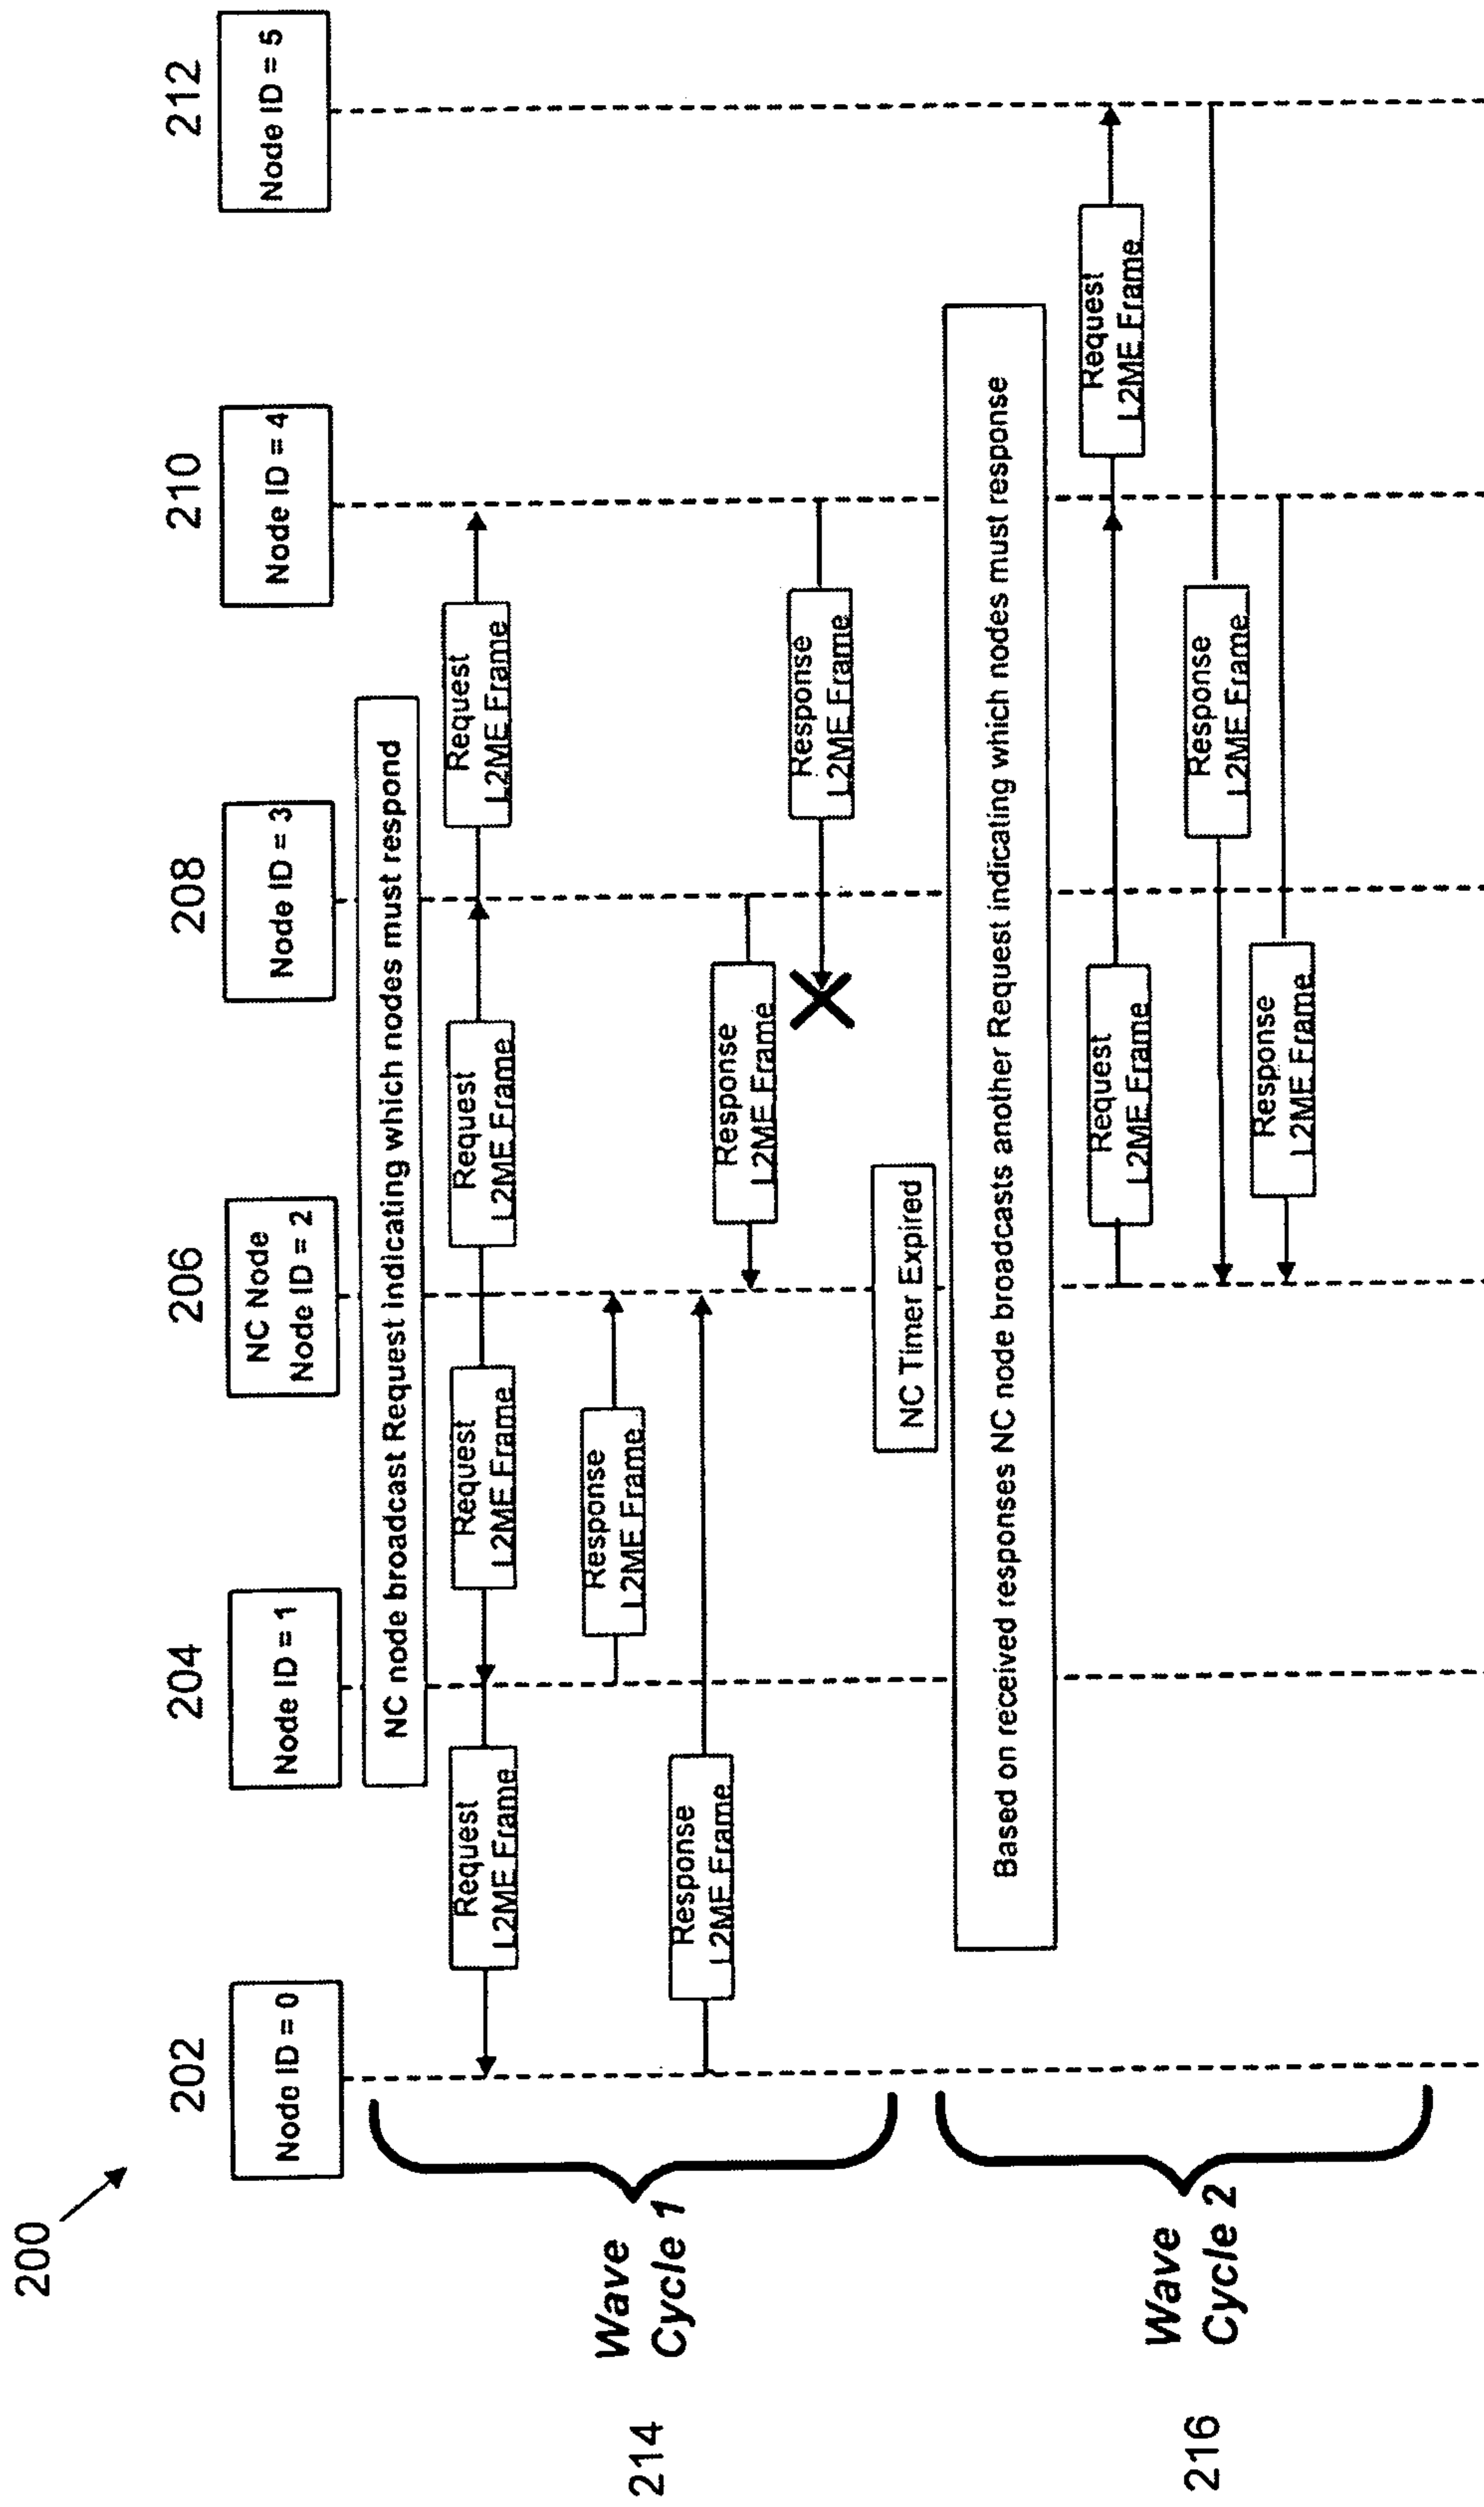 200
202
204
206
208
210
212
Node ID = 0
Node ID = 1
NC Node
Node ID = 2
Node ID = 3
Node ID = 4
Node ID = 5
NC node broadcast Request indicating which nodes must respond
Request
L2ME Frame
Request
L2ME Frame
Request
L2ME Frame
Request
L2ME Frame
Response
L2ME Frame
214
Wave
Cycle 1
Response
L2ME Frame
Response
L2ME Frame
Response
L2ME Frame
NC Timer Expired
Based on received responses NC node broadcasts another Request indicating which nodes must response
Request
L2ME Frame
Request
L2ME Frame
216
Wave
Cycle 2
Response
L2ME Frame
Response
L2ME Frame